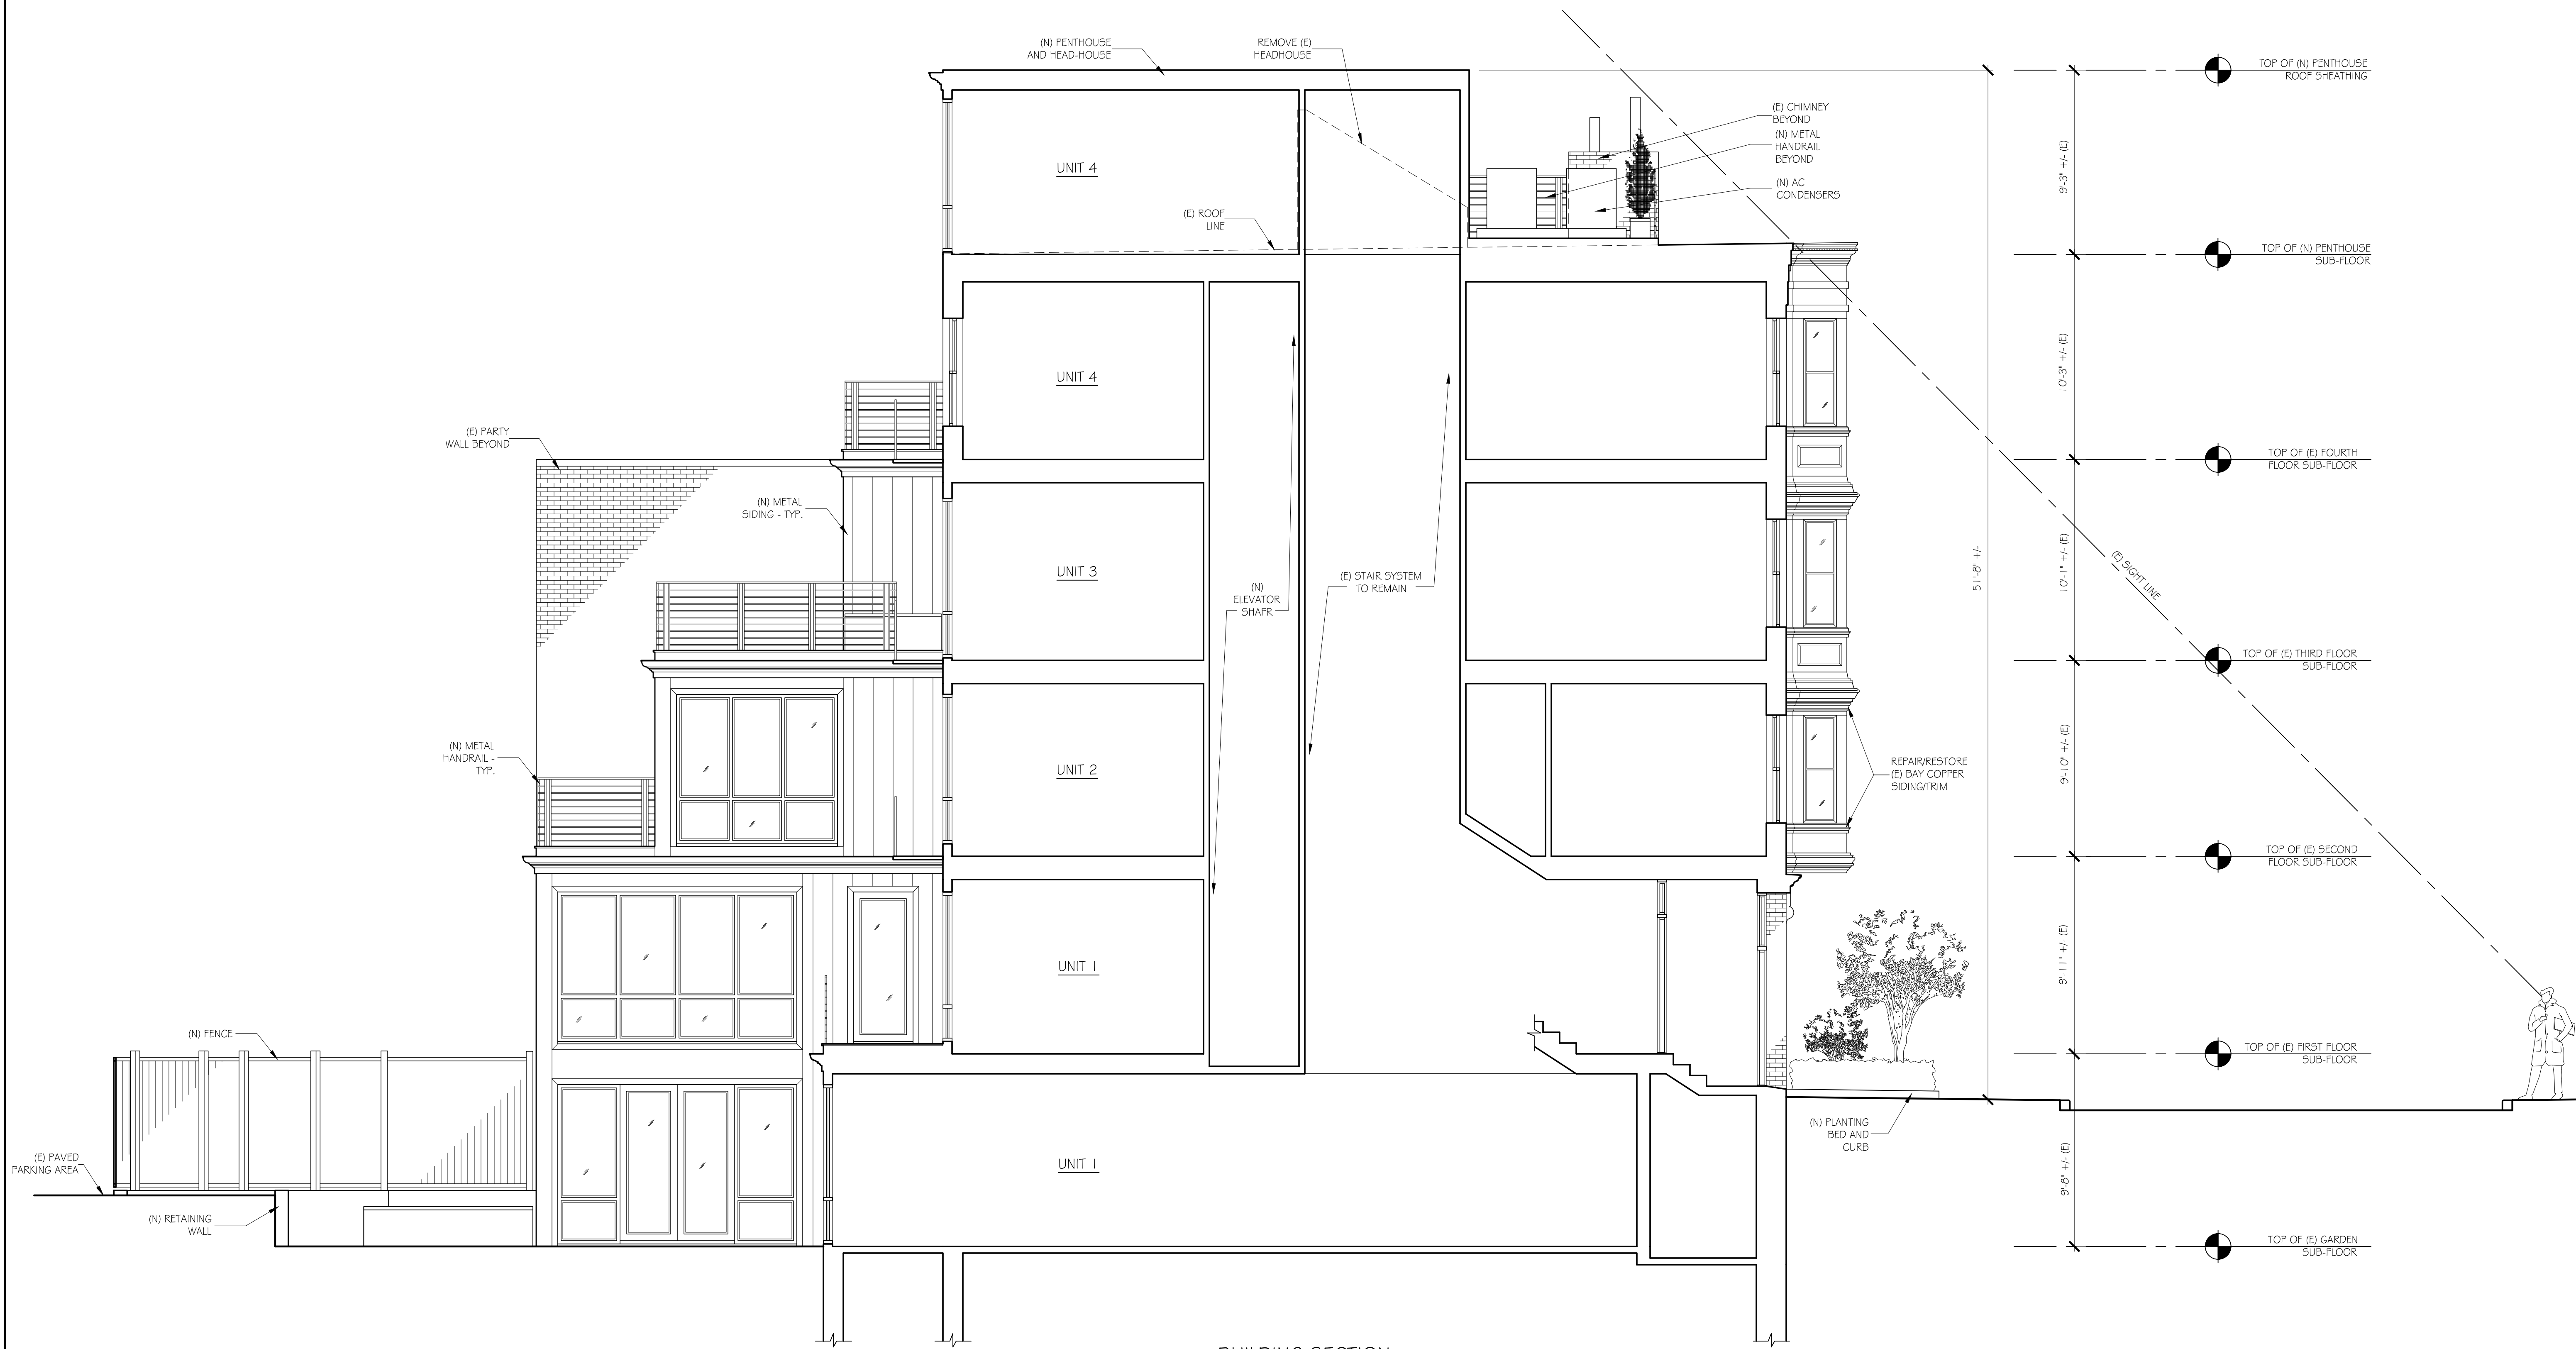 (N) PENTHOUSE
AND HEAD-HOUSE
REMOVE (E)
HEADHOUSE
TOP OF (N) PENTHOUSE
ROOF SHEATHING
(E) CHIMNEY
BEYOND
(N) METAL
HANDRAIL
BEYOND
(N) AC
CONDENSERS
UNIT 4
9'-3" +/- (E)
(E) ROOF
LINE
TOP OF (N) PENTHOUSE
SUB-FLOOR
UNIT 4
10'-3" +/- (E)
(E) PARTY
WALL BEYOND
TOP OF (E) FOURTH
FLOOR SUB-FLOOR
(N) METAL
SIDING - TYP.
UNIT 3
(N)
ELEVATOR
SHAFR
(E) STAIR SYSTEM
TO REMAIN
51'-8" +/-
10'-1" +/- (E)
(E) SIGHT LINE
TOP OF (E) THIRD FLOOR
SUB-FLOOR
(N) METAL
HANDRAIL -
TYP.
UNIT 2
REPAIR/RESTORE
(E) BAY COPPER
SIDING/TRIM
9'-10" +/- (E)
TOP OF (E) SECOND
FLOOR SUB-FLOOR
UNIT 1
9'-11" +/- (E)
(N) FENCE
TOP OF (E) FIRST FLOOR
SUB-FLOOR
(N) PLANTING
BED AND
CURB
(E) PAVED
PARKING AREA
UNIT 1
9'-8" +/- (E)
(N) RETAINING
WALL
TOP OF (E) GARDEN
SUB-FLOOR
BUILDING SECTION